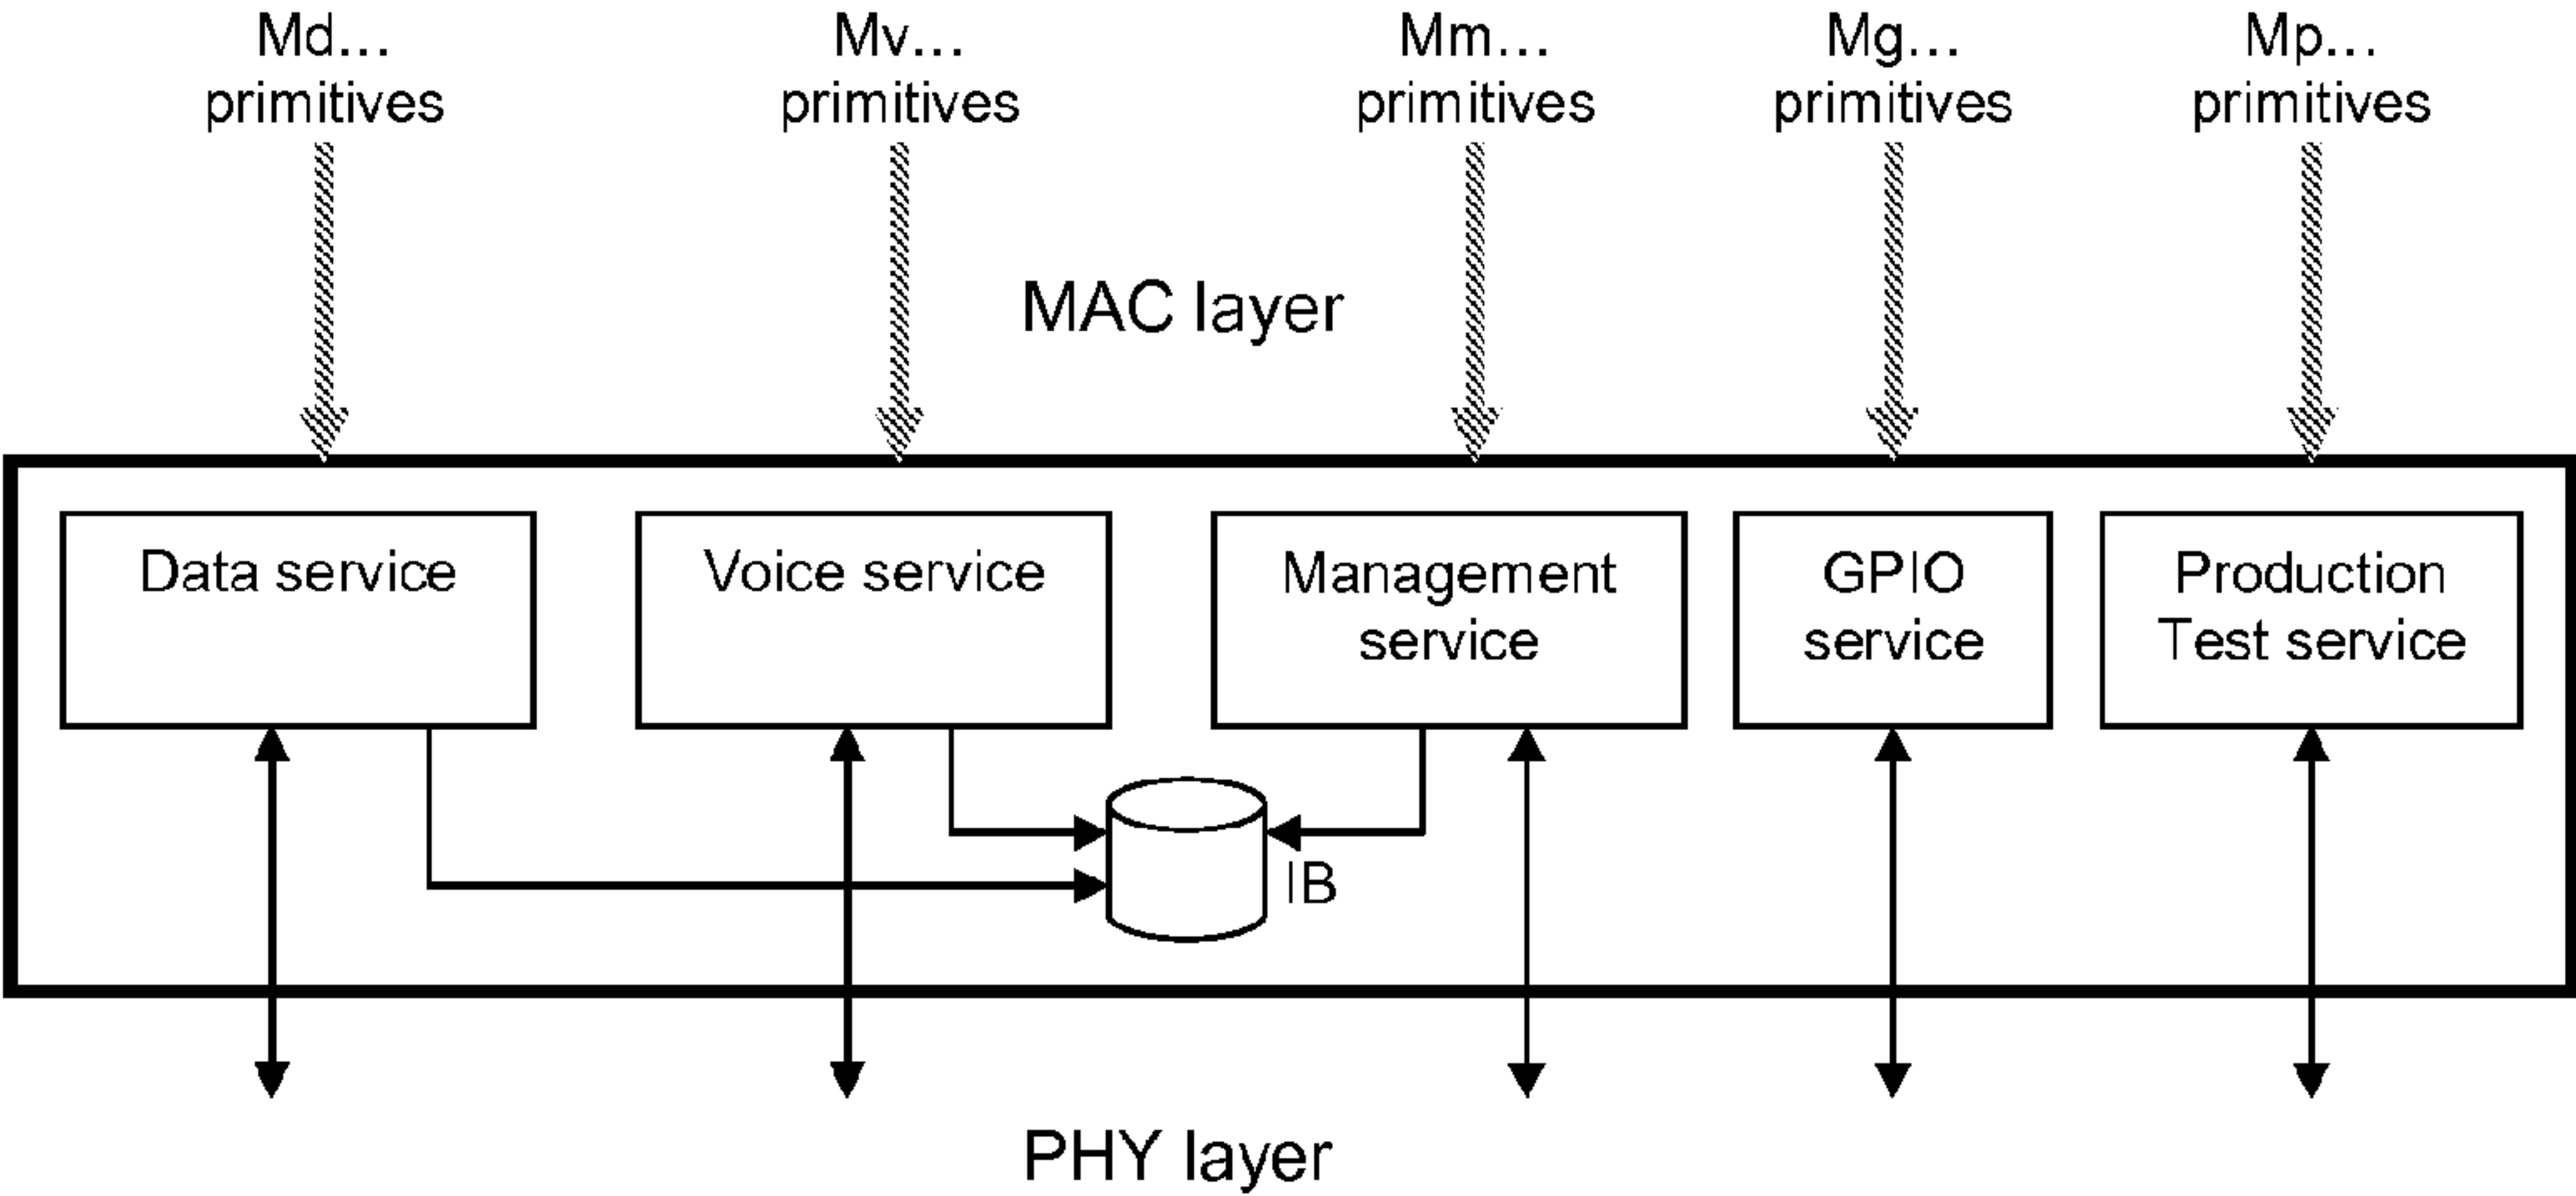 Md...
primitives
Mv...
primitives
Mm...
primitives
Mg...
primitives
Mp...
primitives
MAC layer
Data service
Voice service
Management
service
GPIO
service
Production
Test service
IB
PHY layer